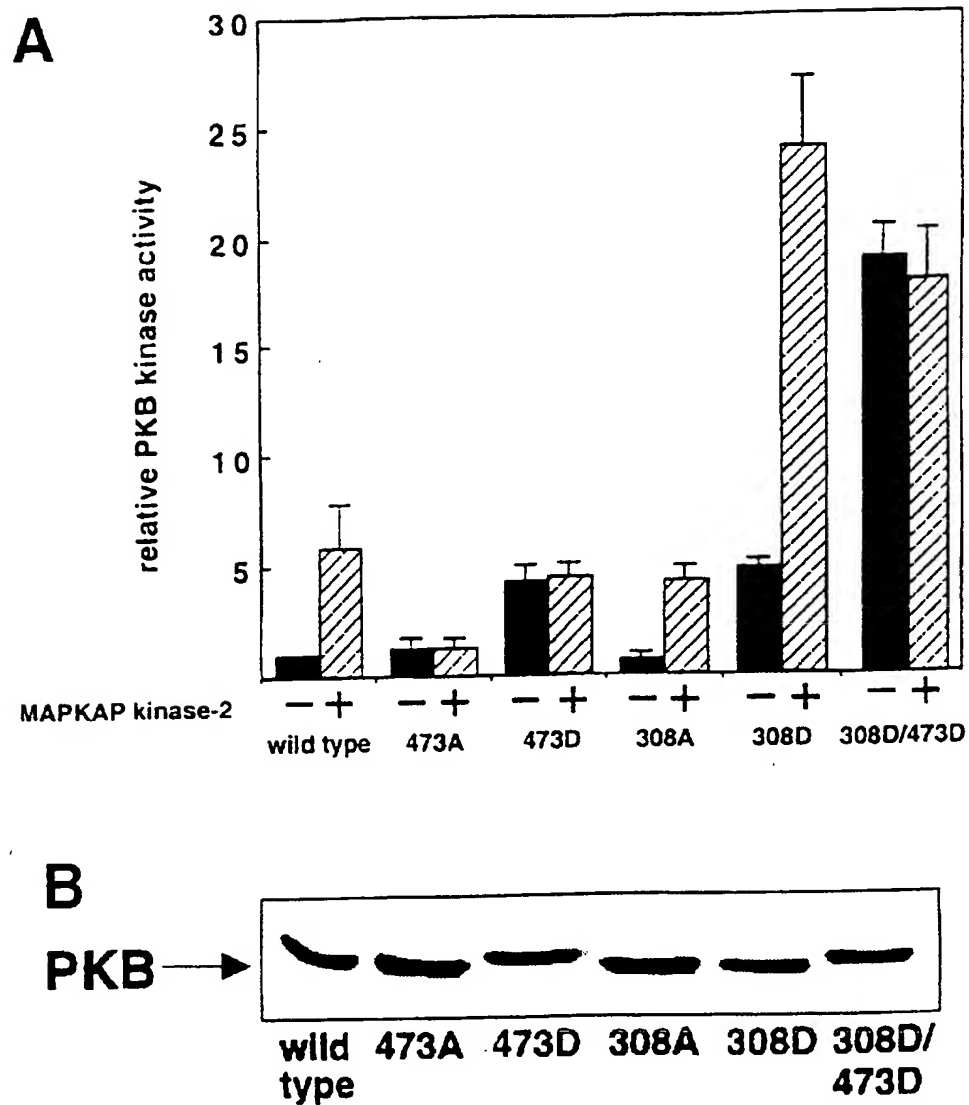 A
30
25
20
15
10
5
relative PKB kinase activity
MAPKAP kinase-2 − + − + − + − + − + − +
wild type 473A 473D 308A 308D 308D/473D
B
PKB
wild type 473A 473D 308A 308D 308D/473D